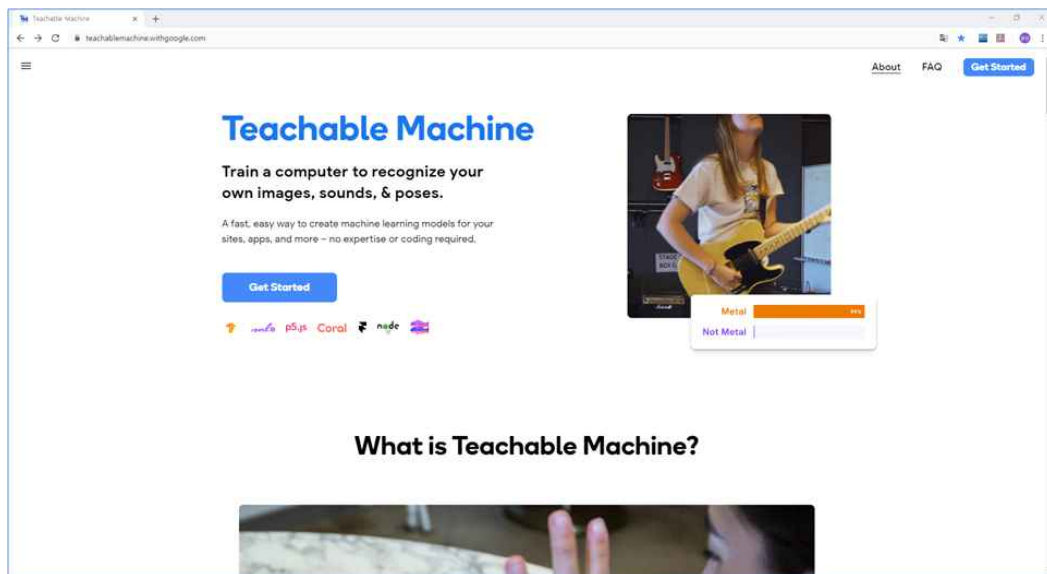 Teachable Machine
teachablemachine.withgoogle.com
About FAQ Get Started
Teachable Machine
Train a computer to recognize your
own images, sounds, & poses.
A fast, easy way to create machine learning models for your
sites, apps, and more – no expertise or coding required.
Get Started
p5.js Coral node
STAGE
Metal 99%
Not Metal
What is Teachable Machine?